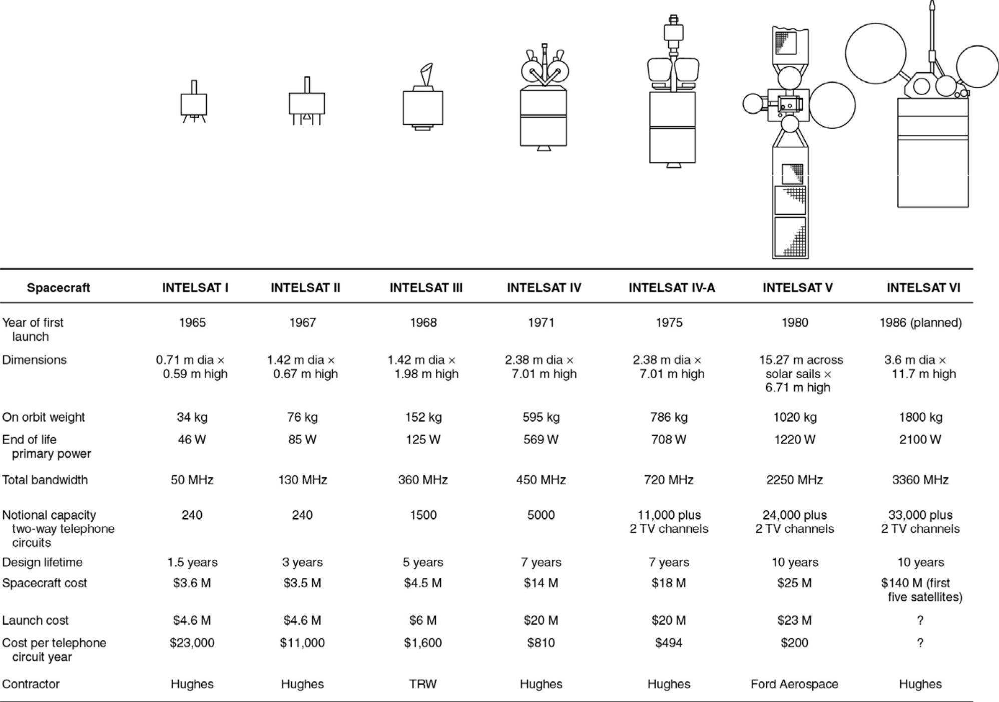 Spacecraft INTELSAT I INTELSAT II INTELSAT III INTELSAT IV INTELSAT IV-A INTELSAT V INTELSAT VI
Year of first 1965 1967 1968 1971 1975 1980 1986 (planned)
launch
Dimensions 0.71 m dia × 1.42 m dia × 1.42 m dia × 2.38 m dia × 2.38 m dia × 15.27 m across 3.6 m dia ×
0.59 m high 0.67 m high 1.98 m high 7.01 m high 7.01 m high solar sails × 11.7 m high
6.71 m high
On orbit weight 34 kg 76 kg 152 kg 595 kg 786 kg 1020 kg 1800 kg
End of life 46 W 85 W 125 W 569 W 708 W 1220 W 2100 W
primary power
Total bandwidth 50 MHz 130 MHz 360 MHz 450 MHz 720 MHz 2250 MHz 3360 MHz
Notional capacity 240 240 1500 5000 11,000 plus 24,000 plus 33,000 plus
two-way telephone 2 TV channels 2 TV channels 2 TV channels
circuits
Design lifetime 1.5 years 3 years 5 years 7 years 7 years 10 years 10 years
Spacecraft cost $3.6 M $3.5 M $4.5 M $14 M $18 M $25 M $140 M (first
five satellites)
Launch cost $4.6 M $4.6 M $6 M $20 M $20 M $23 M ?
Cost per telephone $23,000 $11,000 $1,600 $810 $494 $200 ?
circuit year
Contractor Hughes Hughes TRW Hughes Hughes Ford Aerospace Hughes